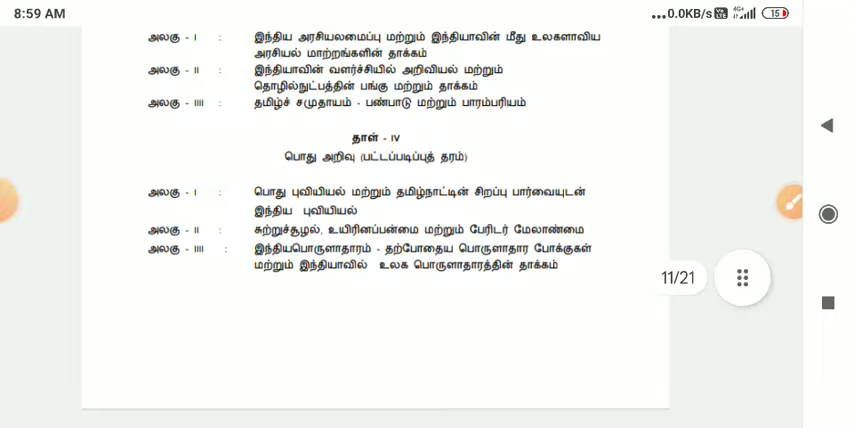 8:59 AM
...0.0KB/s 4G+ 15
அலகு - I : இந்திய அரசியலமைப்பு மற்றும் இந்தியாவின் மீது உலகளாவிய
அரசியல் மாற்றங்களின் தாக்கம்
அலகு - II : இந்தியாவின் வளர்ச்சியில் அறிவியல் மற்றும்
தொழில்நுட்பத்தின் பங்கு மற்றும் தாக்கம்
அலகு - IIII : தமிழ்ச் சமுதாயம் - பண்பாடு மற்றும் பாரம்பரியம்
தாள் - IV
பொது அறிவு (பட்டப்படிப்புத் தரம்)
அலகு - I : பொது புவியியல் மற்றும் தமிழ்நாட்டின் சிறப்பு பார்வையுடன்
இந்திய புவியியல்
அலகு - II : சுற்றுச்சூழல், உயிரினப்பன்மை மற்றும் பேரிடர் மேலாண்மை
அலகு - IIII : இந்தியபொருளாதாரம் - தற்போதைய பொருளாதார போக்குகள்
மற்றும் இந்தியாவில் உலக பொருளாதாரத்தின் தாக்கம்
11/21